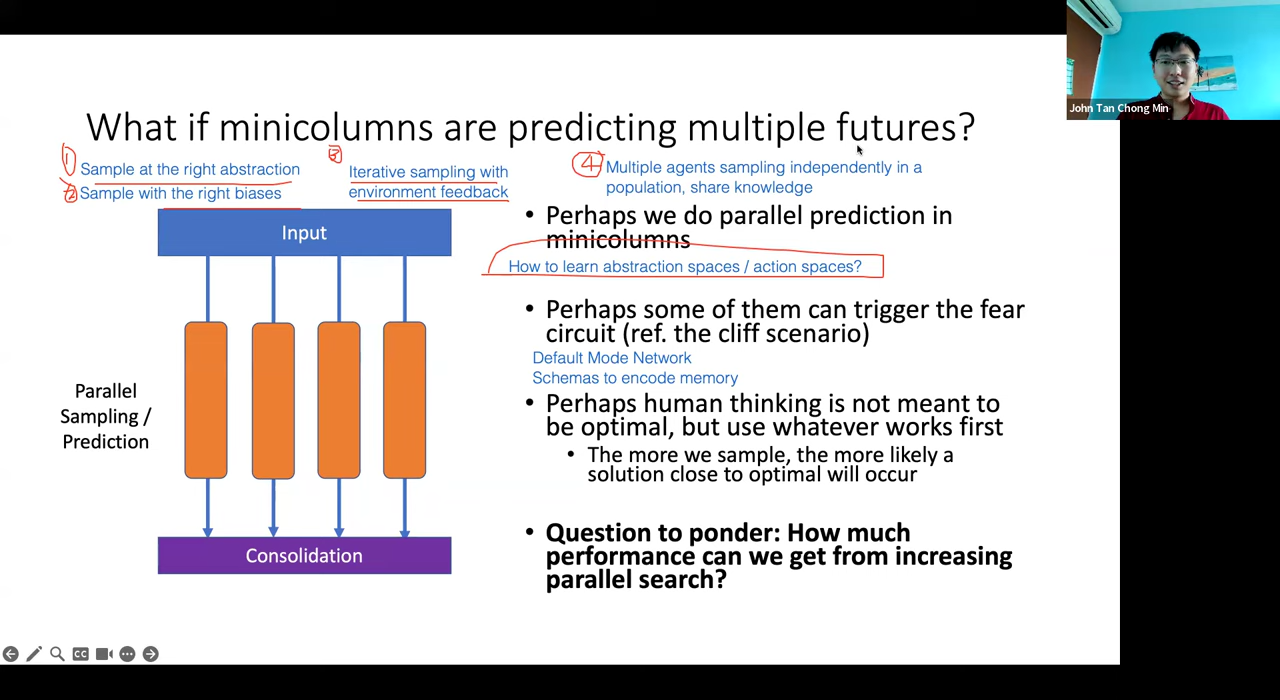 John Tan Chong Min
What if minicolumns are predicting multiple futures?
① Sample at the right abstraction
② Sample with the right biases
③ Iterative sampling with
environment feedback
④ Multiple agents sampling independently in a
population, share knowledge
Input
Parallel
Sampling /
Prediction
Consolidation
• Perhaps we do parallel prediction in
minicolumns
How to learn abstraction spaces / action spaces?
• Perhaps some of them can trigger the fear
circuit (ref. the cliff scenario)
Default Mode Network
Schemas to encode memory
• Perhaps human thinking is not meant to
be optimal, but use whatever works first
• The more we sample, the more likely a
solution close to optimal will occur
• Question to ponder: How much
performance can we get from increasing
parallel search?
CC